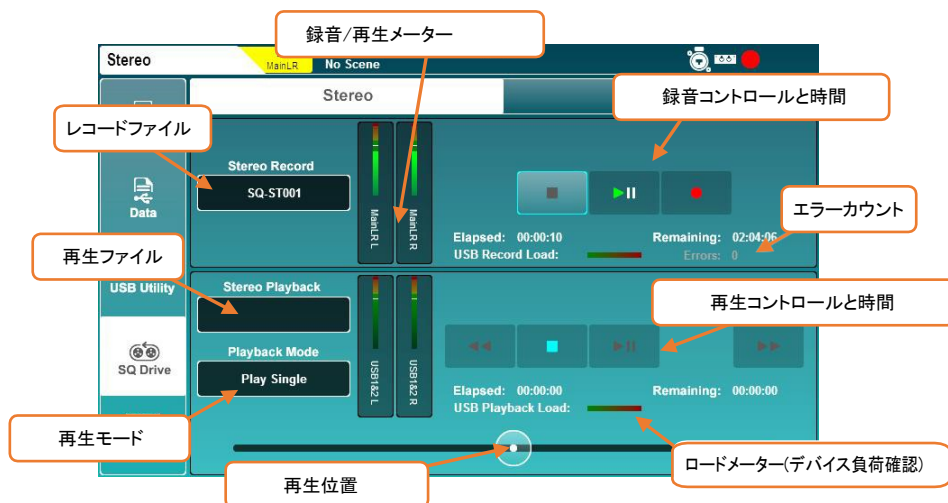 録音/再生メーター
Stereo
MainLR
No Scene
Stereo
録音コントロールと時間
レコードファイル
Stereo Record
SQ-ST001
MainLR L
MainLR R
Data
エラーカウント
Elapsed: 00:00:10
Remaining: 02:04:06
USB Record Load:
Errors: 0
再生ファイル
USB Utility
Stereo Playback
再生コントロールと時間
Playback Mode
Play Single
USB1&2 L
USB1&2 R
SQ Drive
Elapsed: 00:00:00
Remaining: 00:00:00
USB Playback Load:
再生モード
再生位置
ロードメーター(デバイス負荷確認)